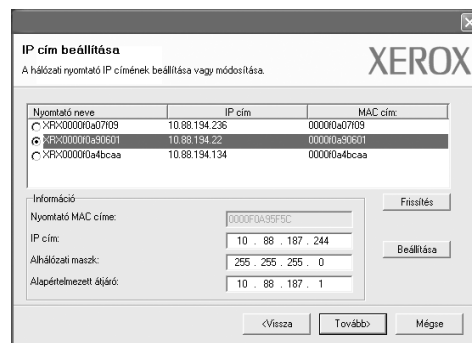 IP cím beállítása
A hálózati nyomtató IP címének beállítása vagy módosítása.
XEROX
Nyomtató neve IP cím MAC cím:
XRX0000f0a07f09 10.88.194.236 0000f0a07f09
XRX0000f0a90601 10.88.194.22 0000f0a90601
XRX0000f0a4bcaa 10.88.194.134 0000f0a4bcaa
Információ
Nyomtató MAC címe: 0000F0A95F5C
IP cím: 10 . 88 . 187 . 244
Alhálózati maszk: 255 . 255 . 255 . 0
Alapértelmezett átjáró: 10 . 88 . 187 . 1
Frissítés
Beállítása
<Vissza Tovább> Mégse